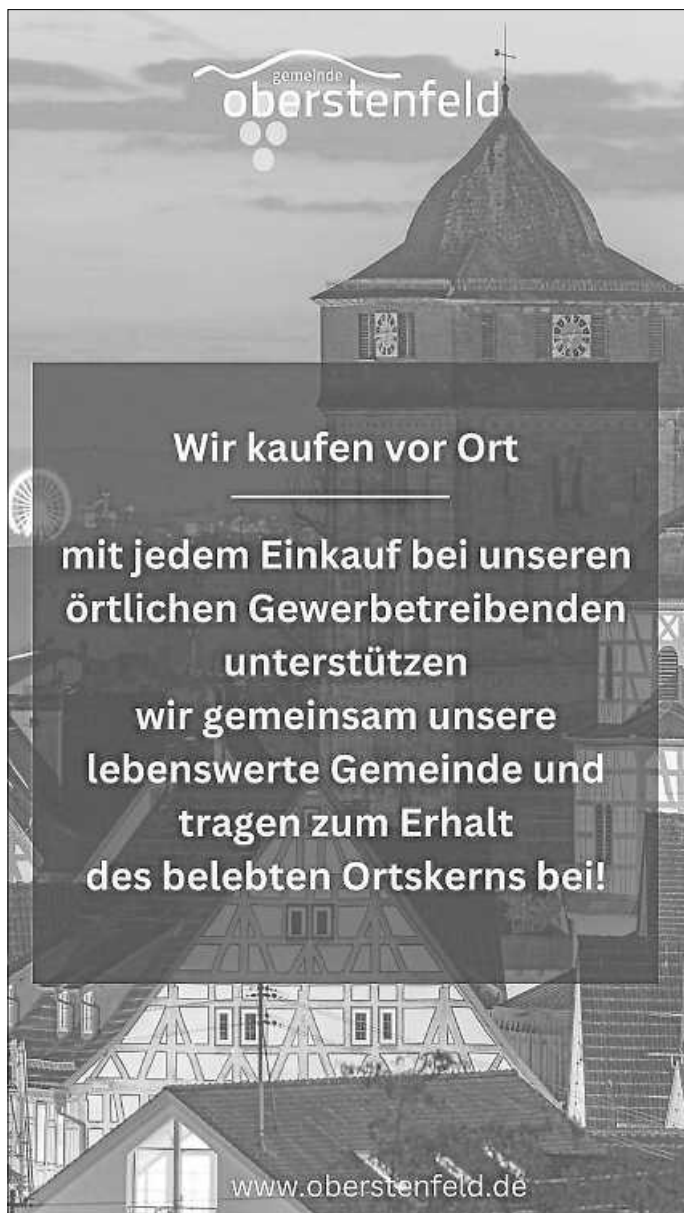 gemeinde
oberstenfeld
Wir kaufen vor Ort
mit jedem Einkauf bei unseren
örtlichen Gewerbetreibenden
unterstützen
wir gemeinsam unsere
lebenswerte Gemeinde und
tragen zum Erhalt
des belebten Ortskerns bei!
www.oberstenfeld.de